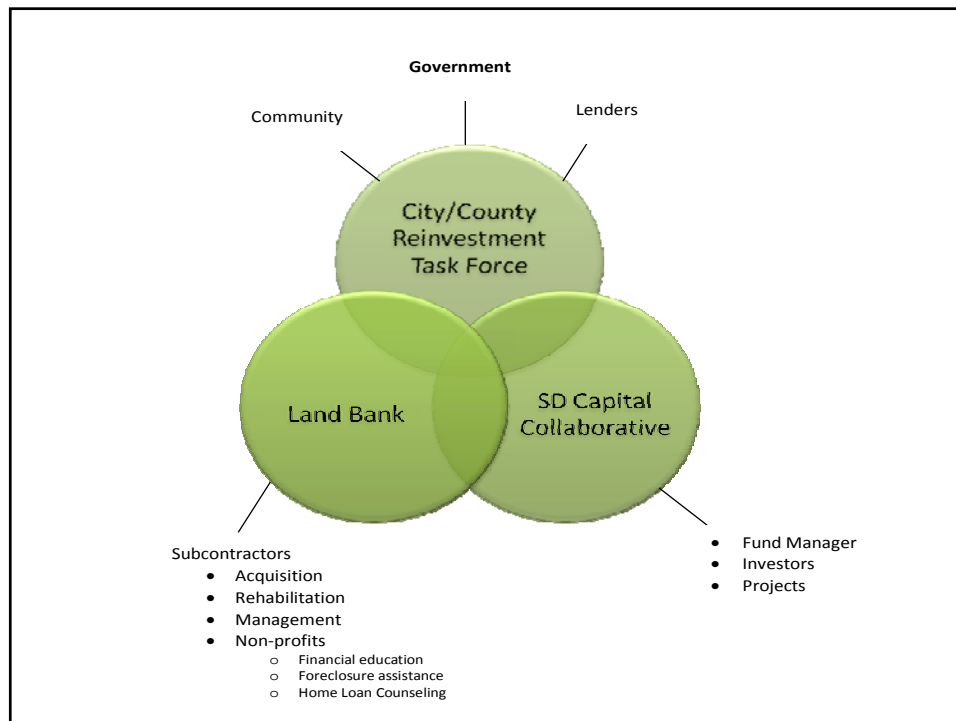 Government
Community
Lenders
City/County
Reinvestment
Task Force
Land Bank
SD Capital
Collaborative
Subcontractors
• Acquisition
• Rehabilitation
• Management
• Non-profits
o Financial education
o Foreclosure assistance
o Home Loan Counseling
• Fund Manager
• Investors
• Projects